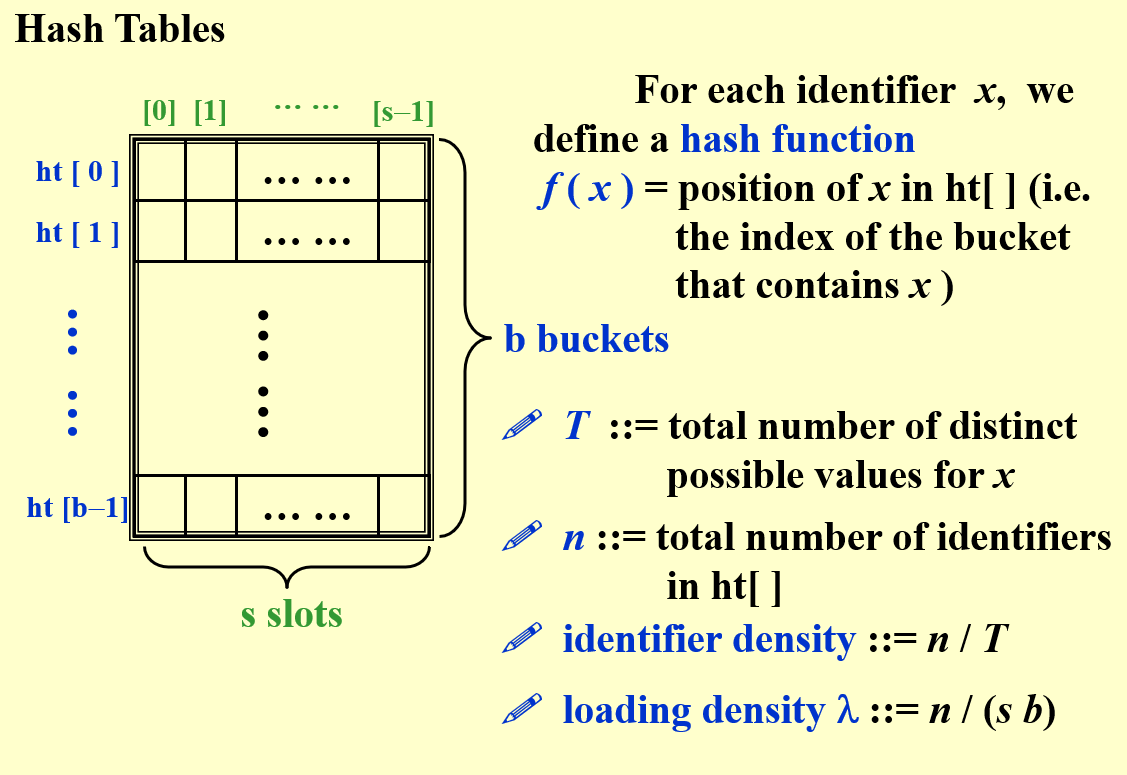 Hash Tables
[0] [1] ... ... [s–1]
ht [ 0 ] ... ...
ht [ 1 ] ... ...
ht [b–1] ... ...
s slots
b buckets
For each identifier x, we
define a hash function
f ( x ) = position of x in ht[ ] (i.e.
the index of the bucket
that contains x )
T ::= total number of distinct
possible values for x
n ::= total number of identifiers
in ht[ ]
identifier density ::= n / T
loading density λ ::= n / (s b)